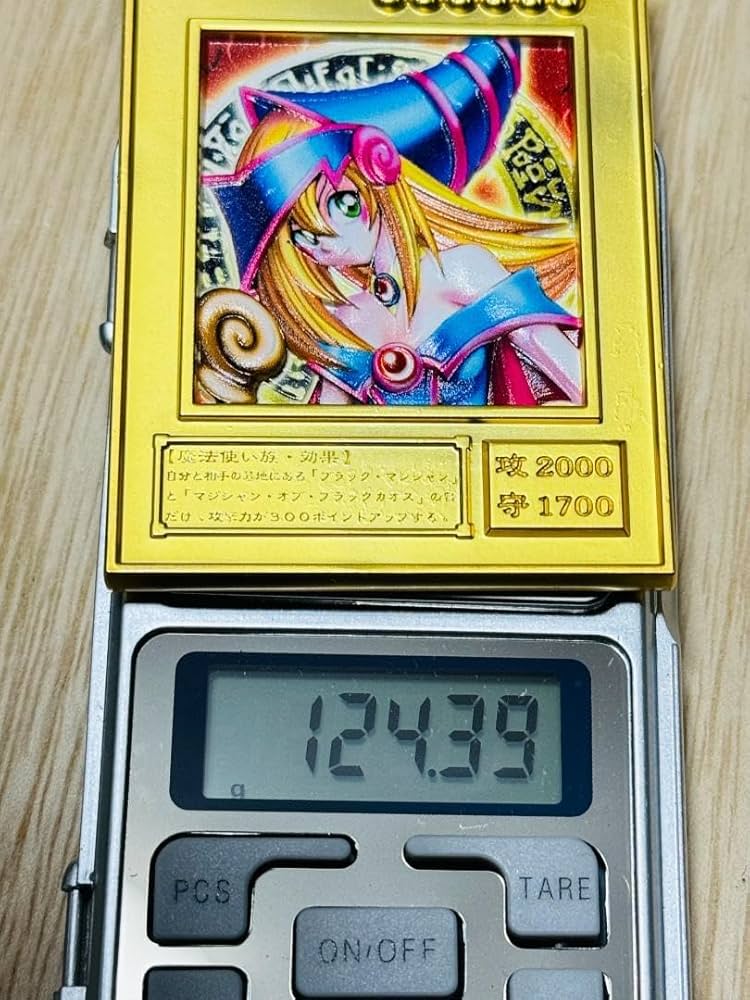 【魔法使い族・効果】
自分と相手の墓地にある「ブラック・マジシャン」
と「マジシャン・オブ・ブラックカオス」の数
だけ、攻撃力が300ポイントアップする。
攻 2000
守 1700
124.39
g
PCS
TARE
ON/OFF